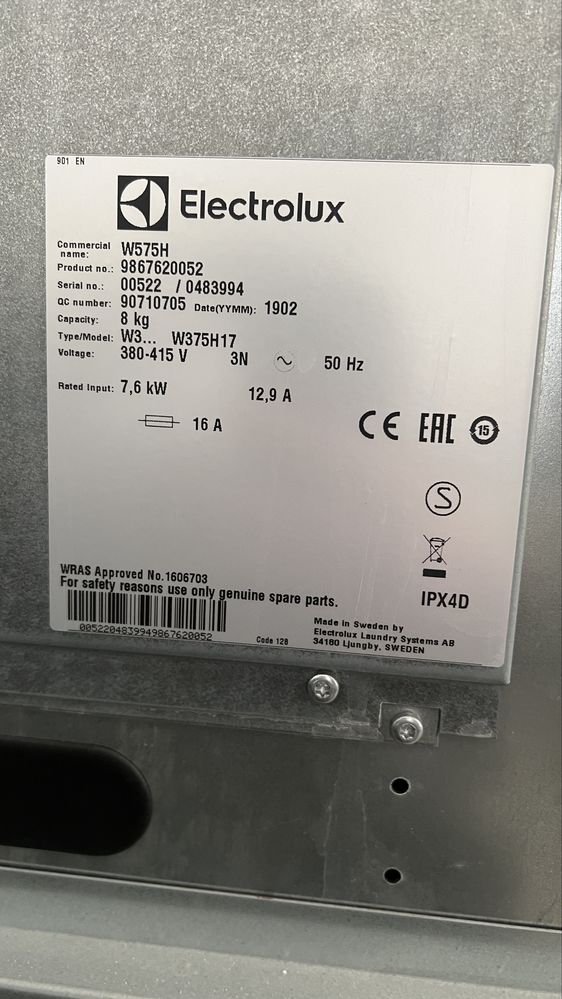 901 EN
Electrolux
Commercial name: W575H
Product no.: 9867620052
Serial no.: 00522 / 0483994
QC number: 90710705 Date(YYMM): 1902
Capacity: 8 kg
Type/Model: W3... W375H17
Voltage: 380-415 V 3N ~ 50 Hz
Rated Input: 7,6 kW 12,9 A
16 A
CE EAC 15
S
WRAS Approved No.1606703
For safety reasons use only genuine spare parts.
IPX4D
0052204839949867620052
Code 128
Made in Sweden by
Electrolux Laundry Systems AB
34180 Ljungby, SWEDEN